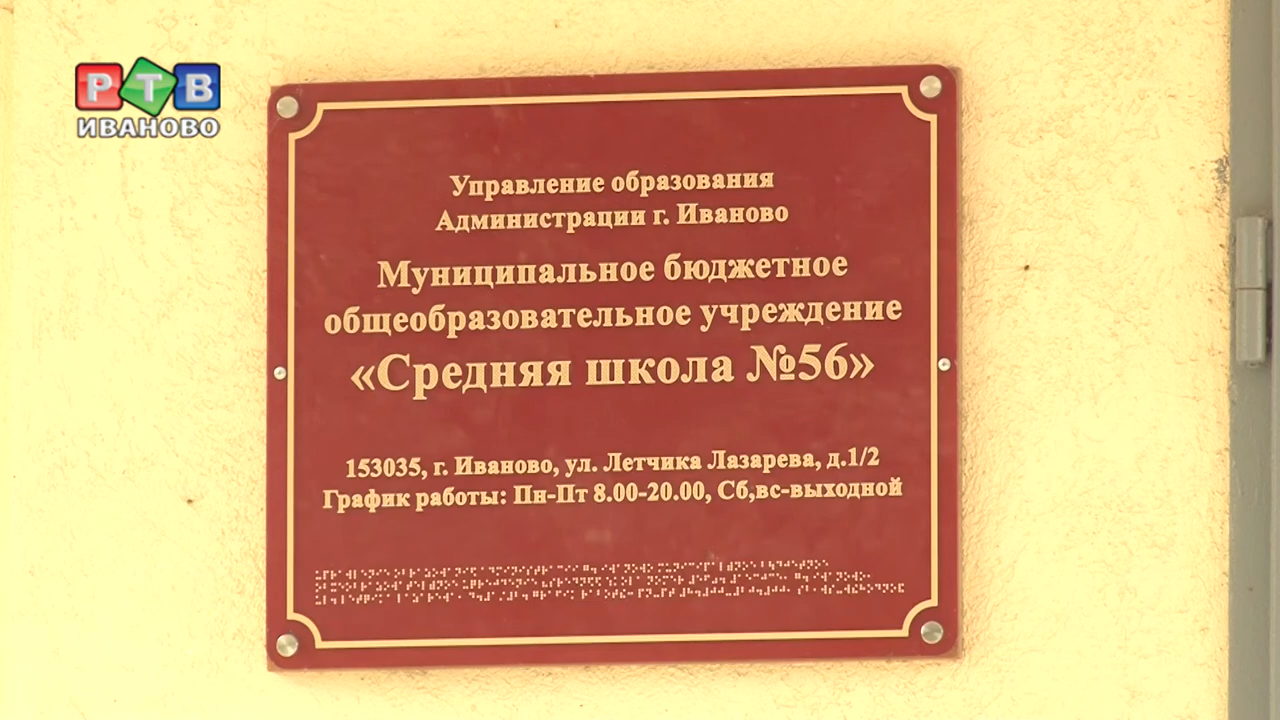 РТВ
ИВАНОВО
Управление образования
Администрации г. Иваново
Муниципальное бюджетное
общеобразовательное учреждение
«Средняя школа №56»
153035, г. Иваново, ул. Летчика Лазарева, д.1/2
График работы: Пн-Пт 8.00-20.00, Сб,вс-выходной